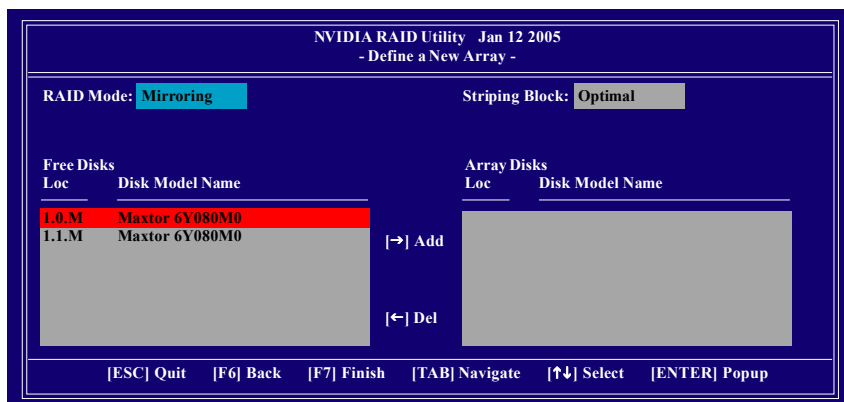 NVIDIA RAID Utility Jan 12 2005
- Define a New Array -
RAID Mode: Mirroring
Striping Block: Optimal
Free Disks
Loc Disk Model Name
1.0.M Maxtor 6Y080M0
1.1.M Maxtor 6Y080M0
[→] Add
[←] Del
Array Disks
Loc Disk Model Name
[ESC] Quit [F6] Back [F7] Finish [TAB] Navigate [↑↓] Select [ENTER] Popup